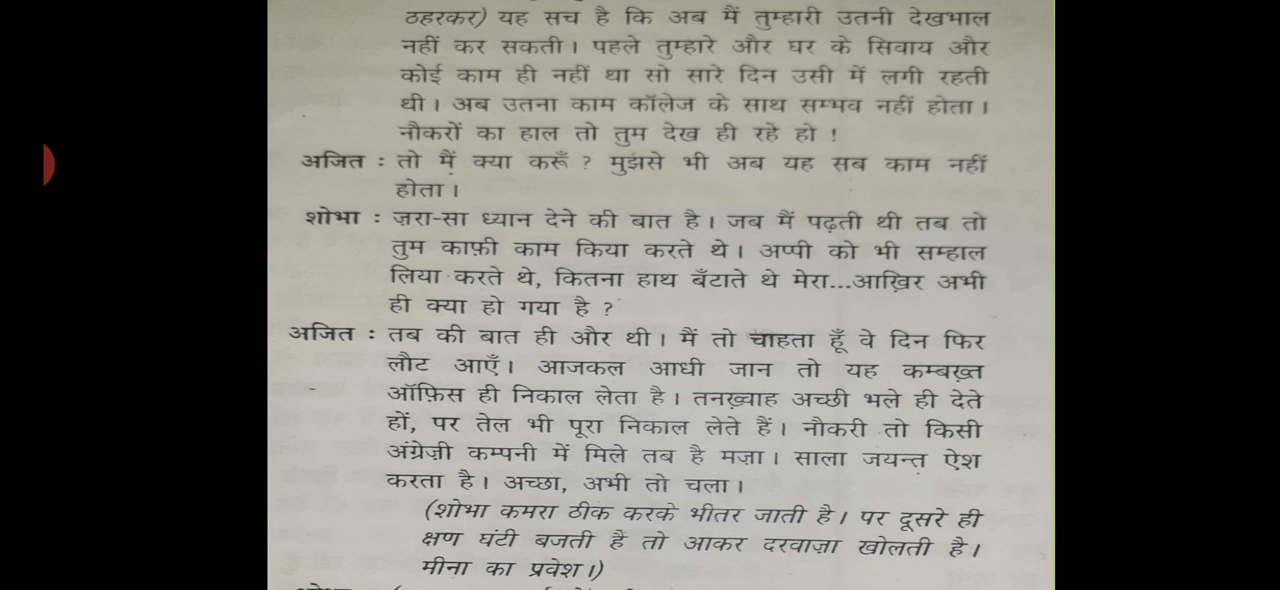 ठहरकर) यह सच है कि अब मैं तुम्हारी उतनी देखभाल
नहीं कर सकती। पहले तुम्हारे और घर के सिवाय और
कोई काम ही नहीं था सो सारे दिन उसी में लगी रहती
थी। अब उतना काम कॉलेज के साथ सम्भव नहीं होता।
नौकरों का हाल तो तुम देख ही रहे हो !
अजित : तो मैं क्या करूँ ? मुझसे भी अब यह सब काम नहीं
होता।
शोभा : ज़रा-सा ध्यान देने की बात है। जब मैं पढ़ती थी तब तो
तुम काफ़ी काम किया करते थे। अप्पी को भी सम्हाल
लिया करते थे, कितना हाथ बँटाते थे मेरा...आख़िर अभी
ही क्या हो गया है ?
अजित : तब की बात ही और थी। मैं तो चाहता हूँ वे दिन फिर
लौट आएँ। आजकल आधी जान तो यह कम्बख़्त
ऑफ़िस ही निकाल लेता है। तनख़्वाह अच्छी भले ही देते
हों, पर तेल भी पूरा निकाल लेते हैं। नौकरी तो किसी
अंग्रेज़ी कम्पनी में मिले तब है मज़ा। साला जयन्त ऐश
करता है। अच्छा, अभी तो चला।
(शोभा कमरा ठीक करके भीतर जाती है। पर दूसरे ही
क्षण घंटी बजती है तो आकर दरवाज़ा खोलती है।
मीना का प्रवेश।)